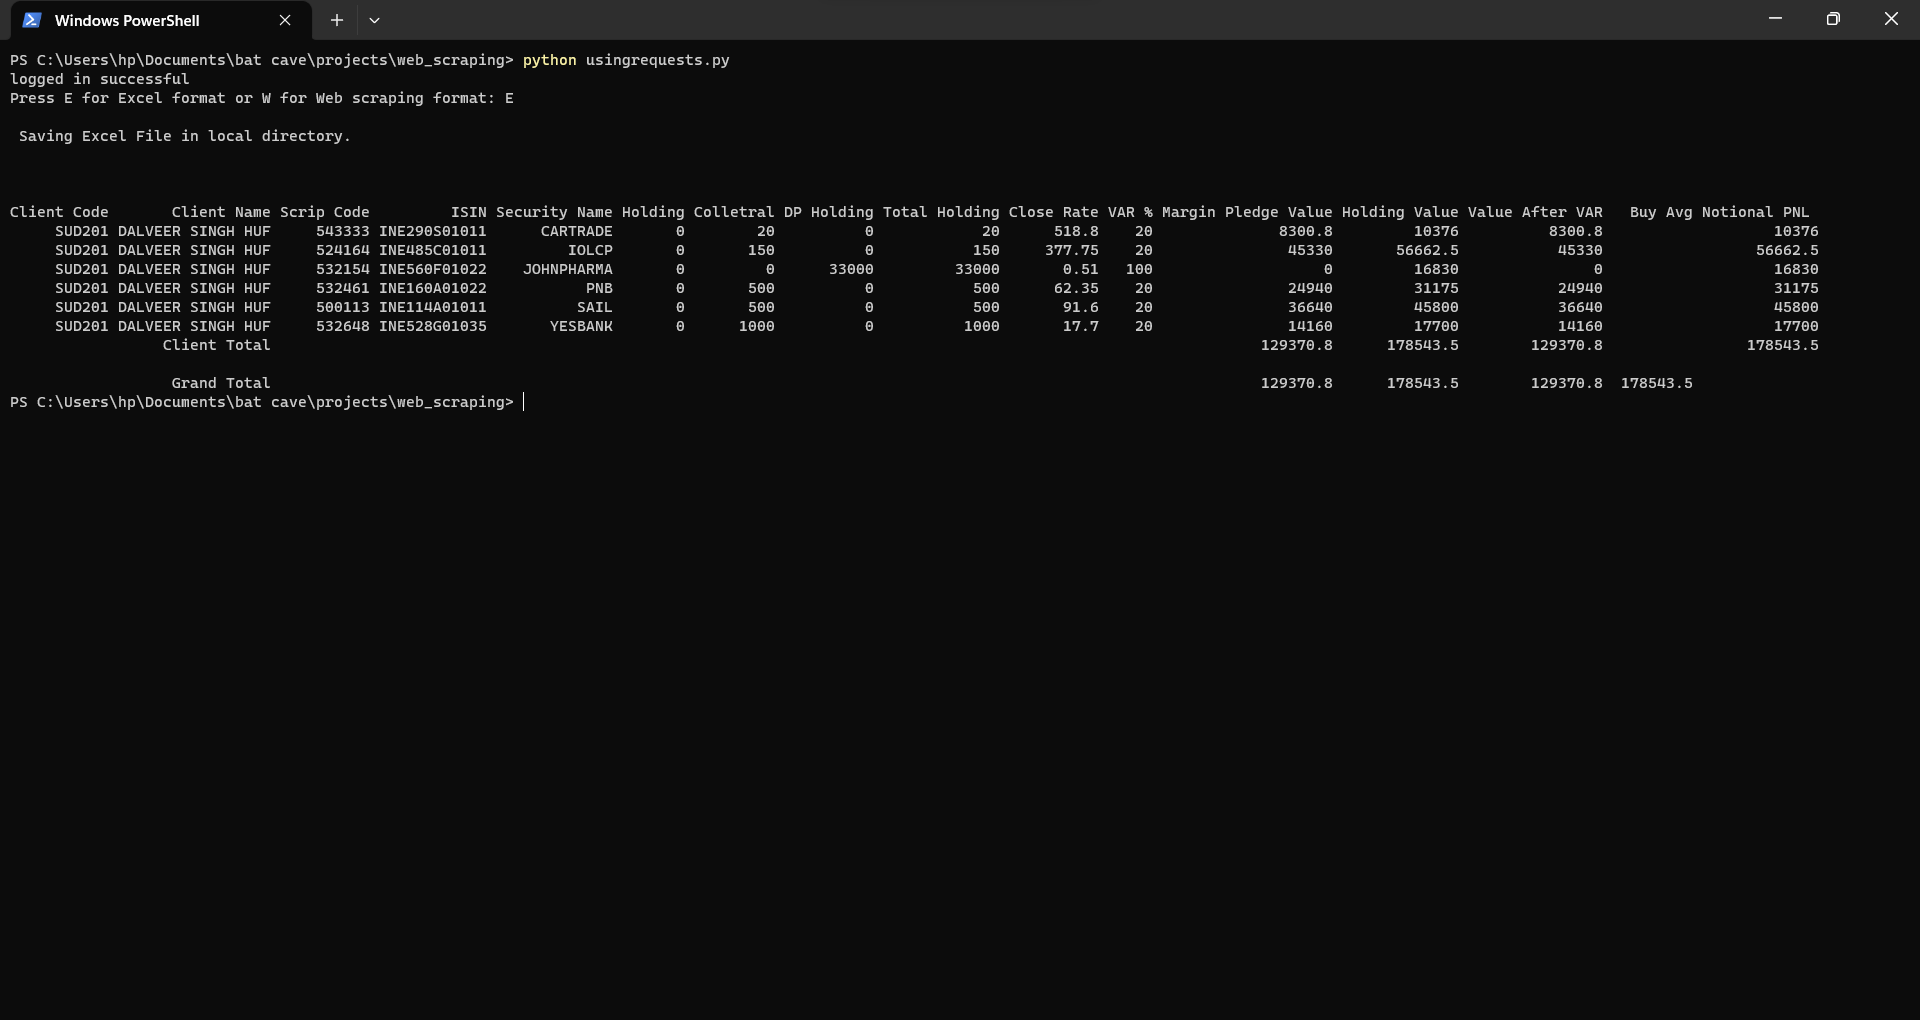 Windows PowerShell
PS C:\Users\hp\Documents\bat cave\projects\web_scraping> python usingrequests.py
logged in successful
Press E for Excel format or W for Web scraping format: E
Saving Excel File in local directory.
Client Code Client Name Scrip Code ISIN Security Name Holding Colletral DP Holding Total Holding Close Rate VAR % Margin Pledge Value Holding Value Value After VAR Buy Avg Notional PNL
SUD201 DALVEER SINGH HUF 543333 INE290S01011 CARTRADE 0 20 0 20 518.8 20 8300.8 10376 8300.8 10376
SUD201 DALVEER SINGH HUF 524164 INE485C01011 IOLCP 0 150 0 150 377.75 20 45330 56662.5 45330 56662.5
SUD201 DALVEER SINGH HUF 532154 INE560F01022 JOHNPHARMA 0 0 33000 33000 0.51 100 0 16830 0 16830
SUD201 DALVEER SINGH HUF 532461 INE160A01022 PNB 0 500 0 500 62.35 20 24940 31175 24940 31175
SUD201 DALVEER SINGH HUF 500113 INE114A01011 SAIL 0 500 0 500 91.6 20 36640 45800 36640 45800
SUD201 DALVEER SINGH HUF 532648 INE528G01035 YESBANK 0 1000 0 1000 17.7 20 14160 17700 14160 17700
Client Total 129370.8 178543.5 129370.8 178543.5
Grand Total 129370.8 178543.5 129370.8 178543.5
PS C:\Users\hp\Documents\bat cave\projects\web_scraping>